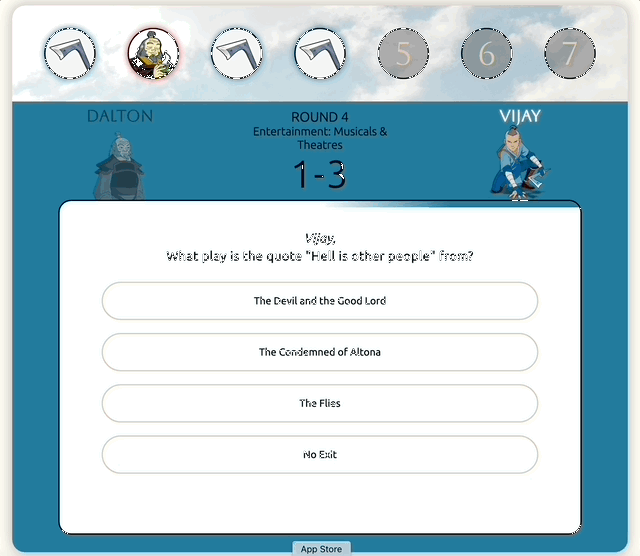 5 6 7
DALTON
ROUND 4
VIJAY
Entertainment: Musicals &
Theatres
1-3
Vijay,
What play is the quote "Hell is other people" from?
The Devil and the Good Lord
The Condemned of Altona
The Flies
No Exit
App Store